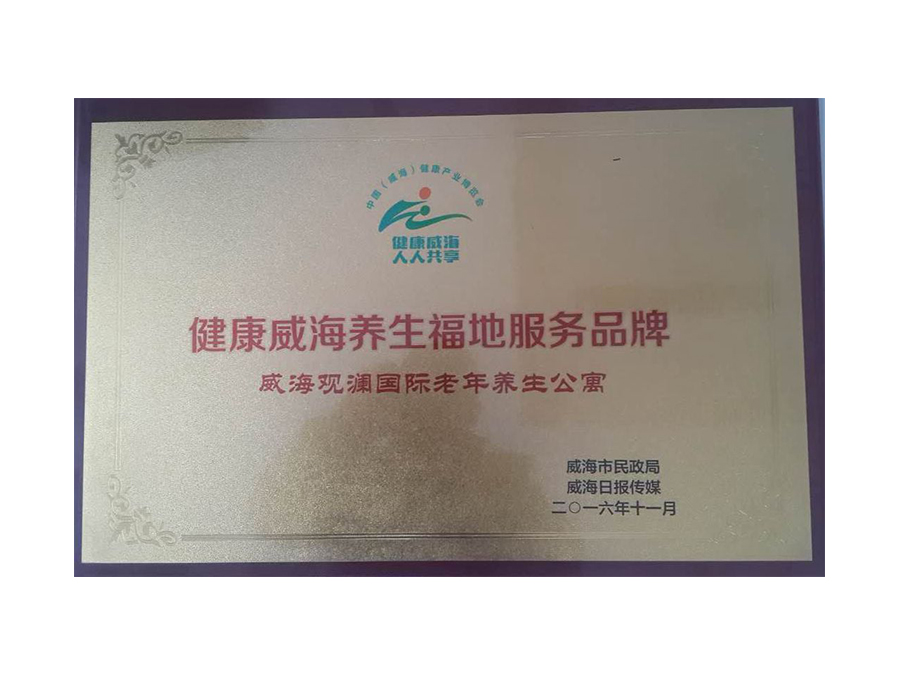 中国（威海）健康产业博览会
健康威海
人人共享
健康威海养生福地服务品牌
威海观澜国际老年养生公寓
威海市民政局
威海日报传媒
二〇一六年十一月